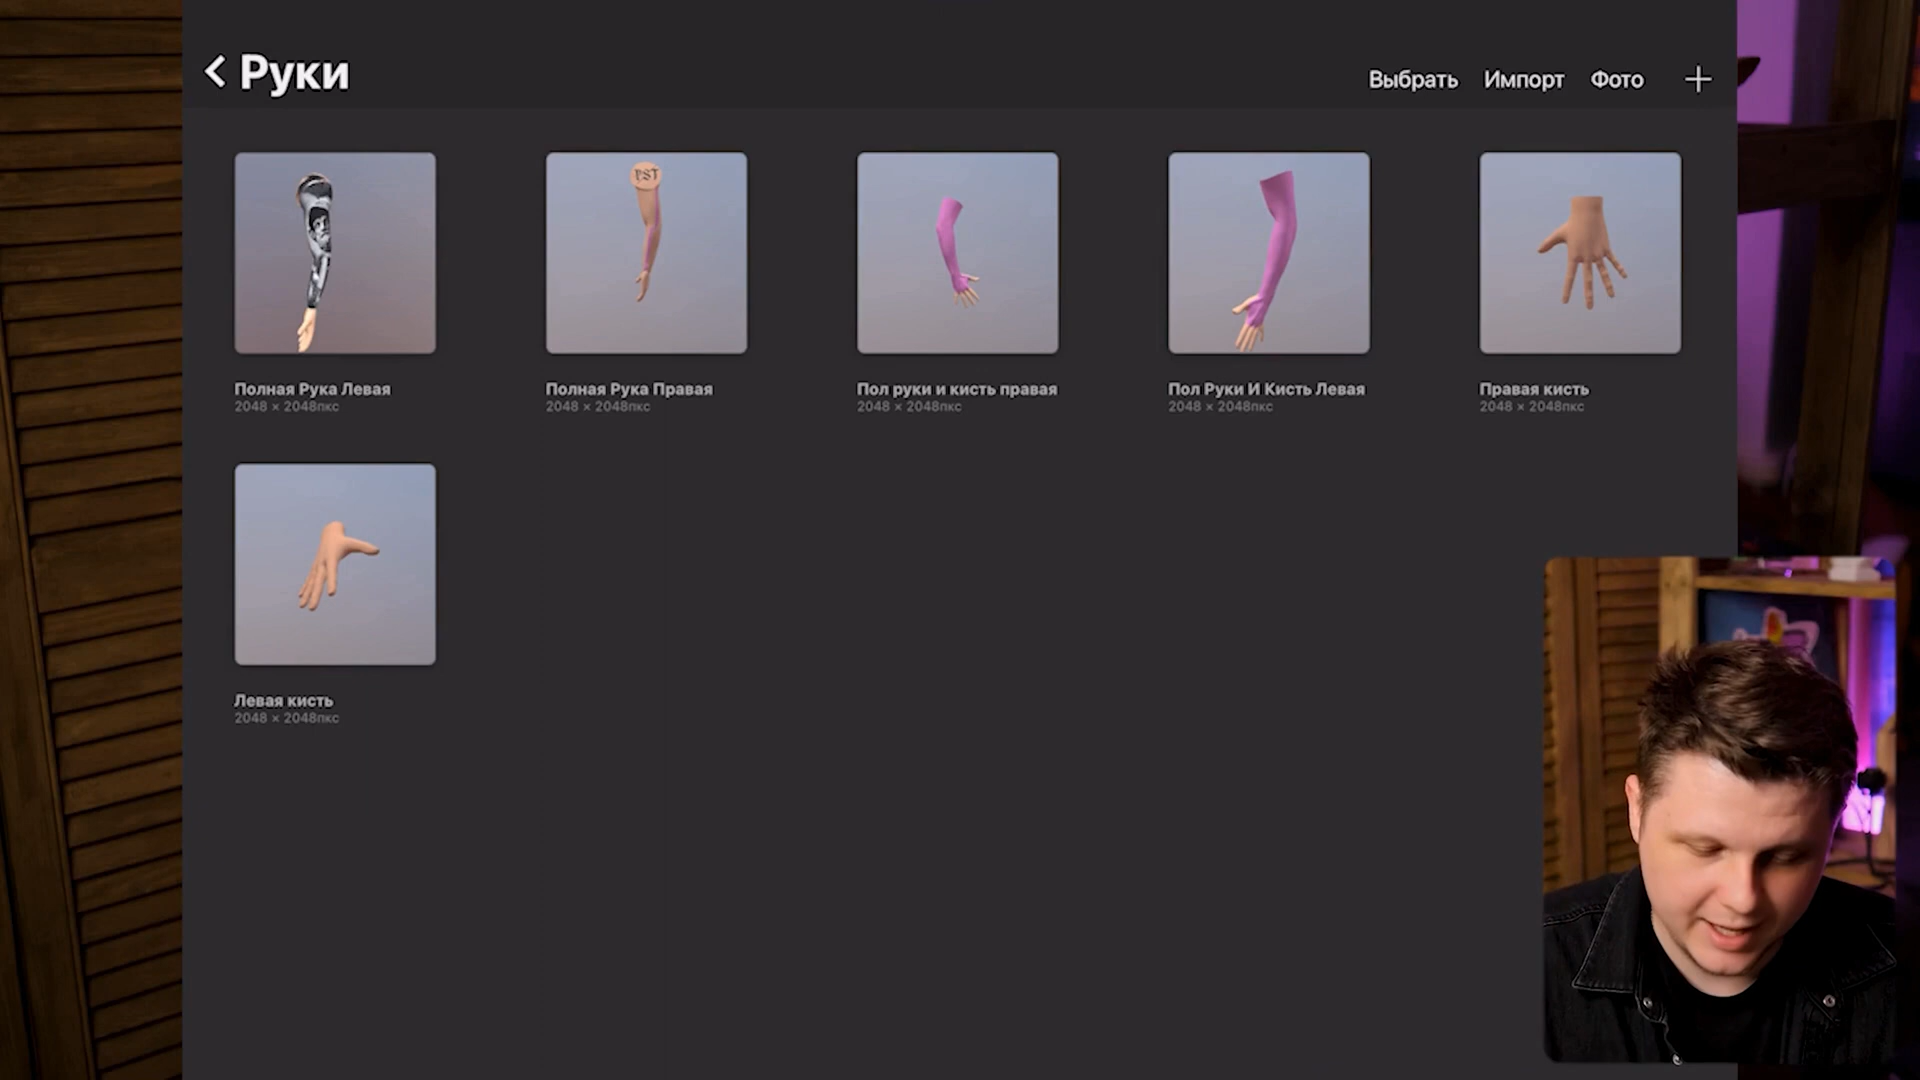 Руки
Выбрать Импорт Фото
PST
Полная Рука Левая
2048 × 2048пкс
Полная Рука Правая
2048 × 2048пкс
Пол руки и кисть правая
2048 × 2048пкс
Пол Руки И Кисть Левая
2048 × 2048пкс
Правая кисть
2048 × 2048пкс
Левая кисть
2048 × 2048пкс